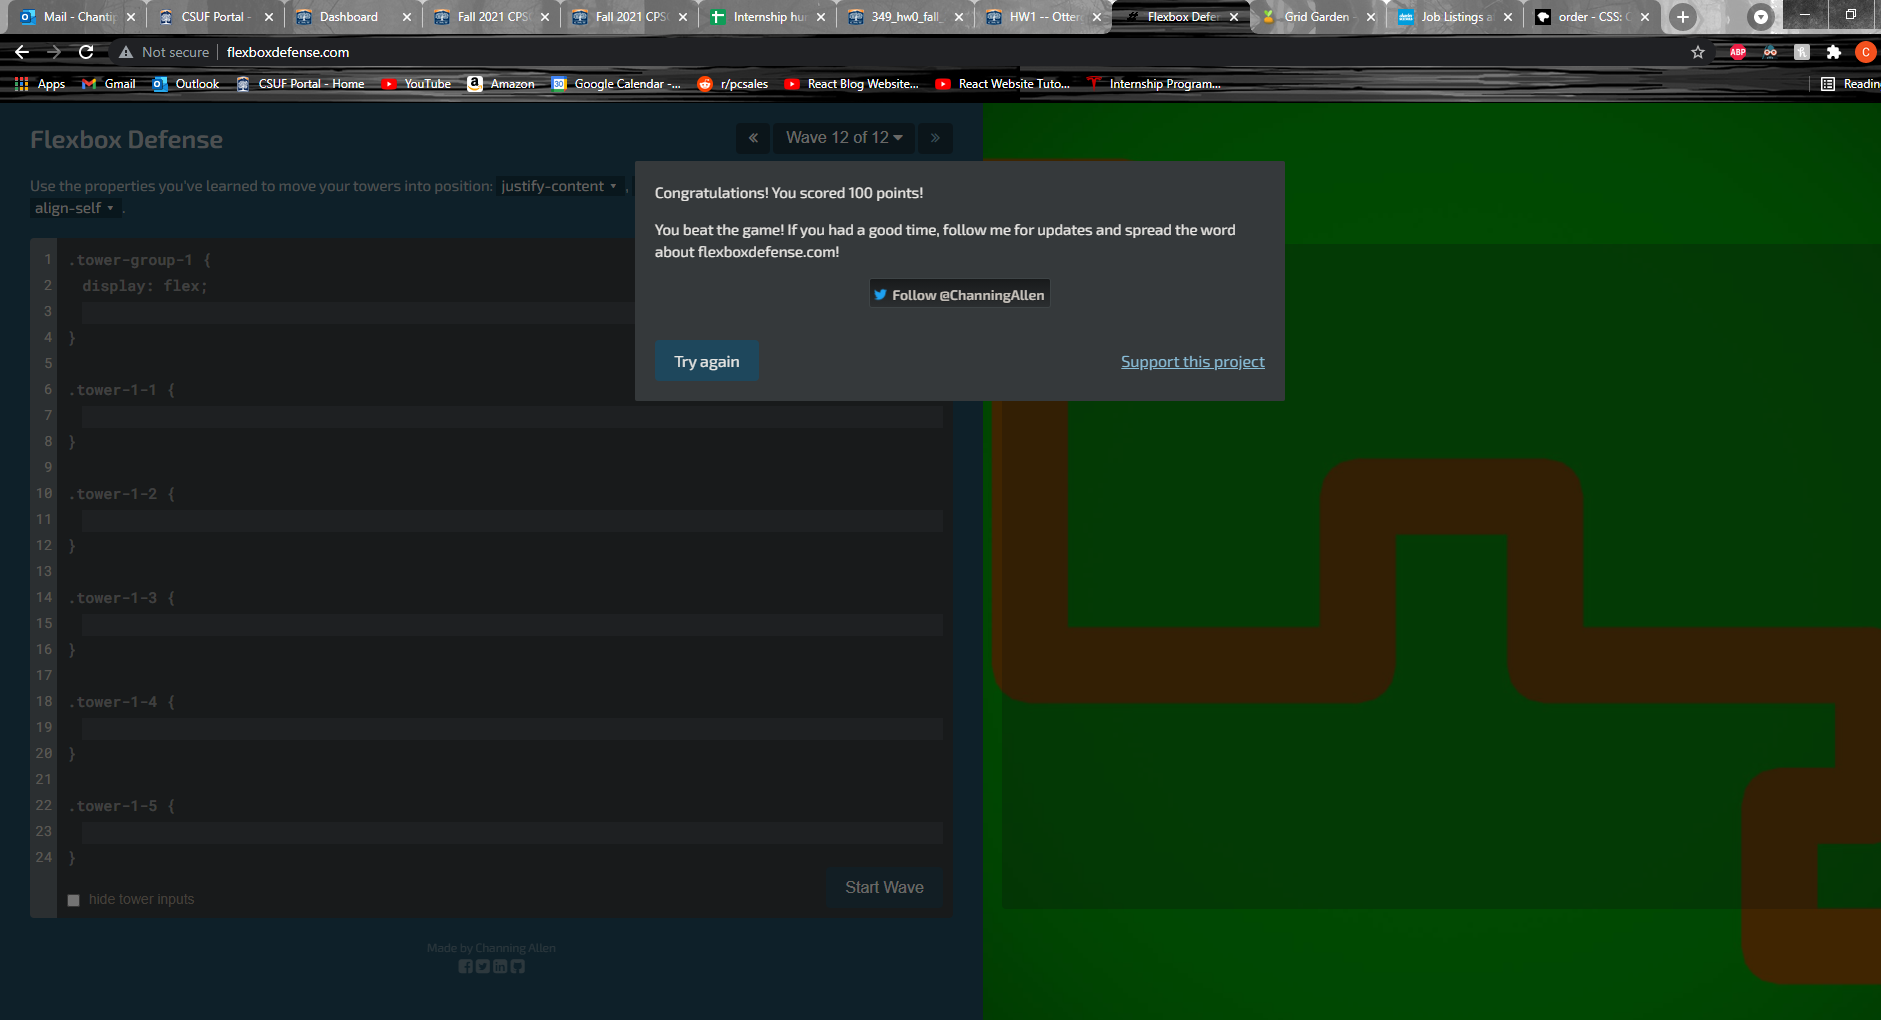 Mail - Chantip
CSUF Portal -
Dashboard
Fall 2021 CPSC
Fall 2021 CPSC
Internship hu
349_hw0_fall_
HW1 -- Otter
Flexbox Defen
Grid Garden
Job Listings a
order - CSS: C
Not secure
flexboxdefense.com
ABP
C
Apps
Gmail
Outlook
CSUF Portal - Home
YouTube
Amazon
Google Calendar -...
r/pcsales
React Blog Website...
React Website Tuto...
Internship Program...
Readin
Flexbox Defense
« Wave 12 of 12 »
Use the properties you've learned to move your towers into position: justify-content ,
align-self .
Congratulations! You scored 100 points!
You beat the game! If you had a good time, follow me for updates and spread the word
about flexboxdefense.com!
Follow @ChanningAllen
Try again
Support this project
1 .tower-group-1 {
2 display: flex;
3
4 }
5
6 .tower-1-1 {
7
8 }
9
10 .tower-1-2 {
11
12 }
13
14 .tower-1-3 {
15
16 }
17
18 .tower-1-4 {
19
20 }
21
22 .tower-1-5 {
23
24 }
hide tower inputs
Start Wave
Made by Channing Allen